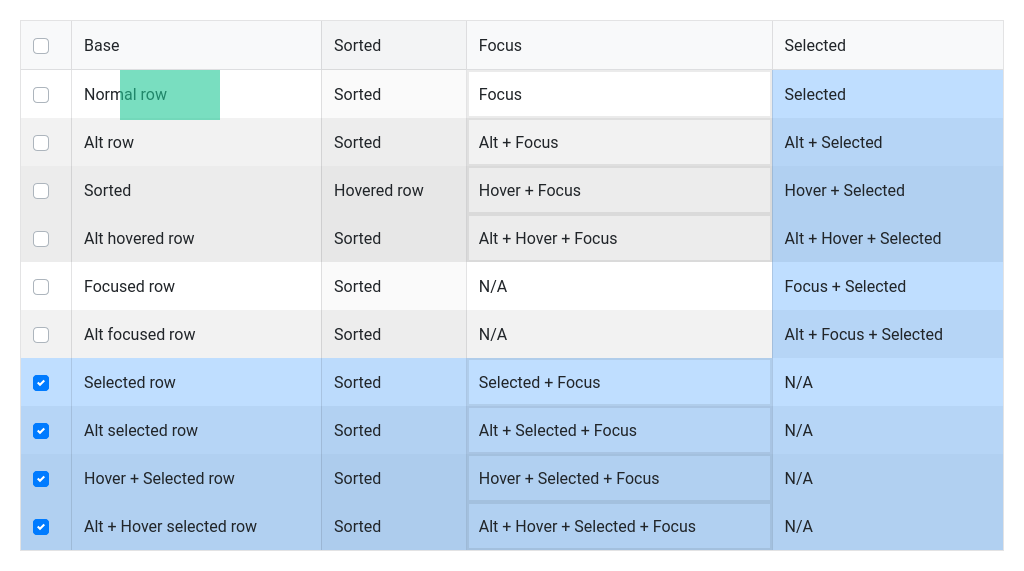 Base Sorted Focus Selected
Normal row Sorted Focus Selected
Alt row Sorted Alt + Focus Alt + Selected
Sorted Hovered row Hover + Focus Hover + Selected
Alt hovered row Sorted Alt + Hover + Focus Alt + Hover + Selected
Focused row Sorted N/A Focus + Selected
Alt focused row Sorted N/A Alt + Focus + Selected
Selected row Sorted Selected + Focus N/A
Alt selected row Sorted Alt + Selected + Focus N/A
Hover + Selected row Sorted Hover + Selected + Focus N/A
Alt + Hover selected row Sorted Alt + Hover + Selected + Focus N/A